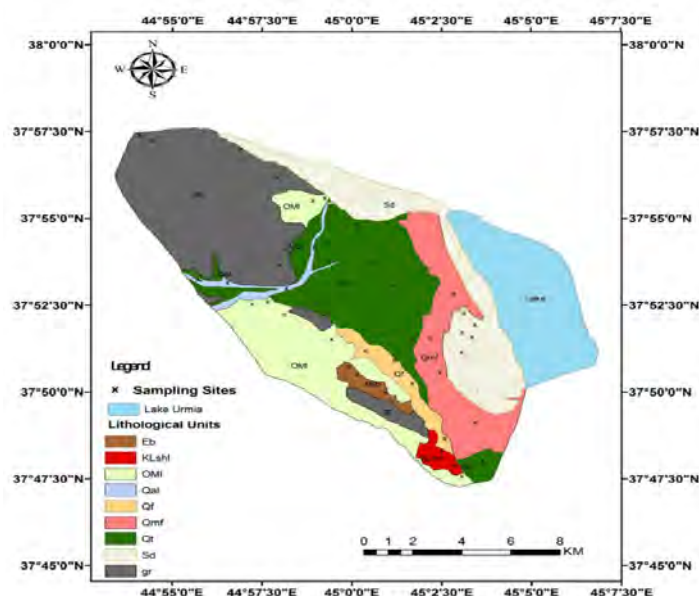 44°55'0"E 44°57'30"E 45°0'0"E 45°2'30"E 45°5'0"E 45°7'30"E
38°0'0"N 38°0'0"N
N
W E
S
37°57'30"N 37°57'30"N
OMl
37°55'0"N 37°55'0"N
Sd
Lake
37°52'30"N 37°52'30"N
OMl
Qmf
Qf
Legend
Sampling Sites
Lake Urmia
Lithological Units
Eb
KLshl
OMl
Qal
Qf
Qmf
Qt
Sd
gr
37°50'0"N 37°50'0"N
37°47'30"N 37°47'30"N
0 1 2 4 6 8
KM
37°45'0"N 37°45'0"N
44°55'0"E 44°57'30"E 45°0'0"E 45°2'30"E 45°5'0"E 45°7'30"E